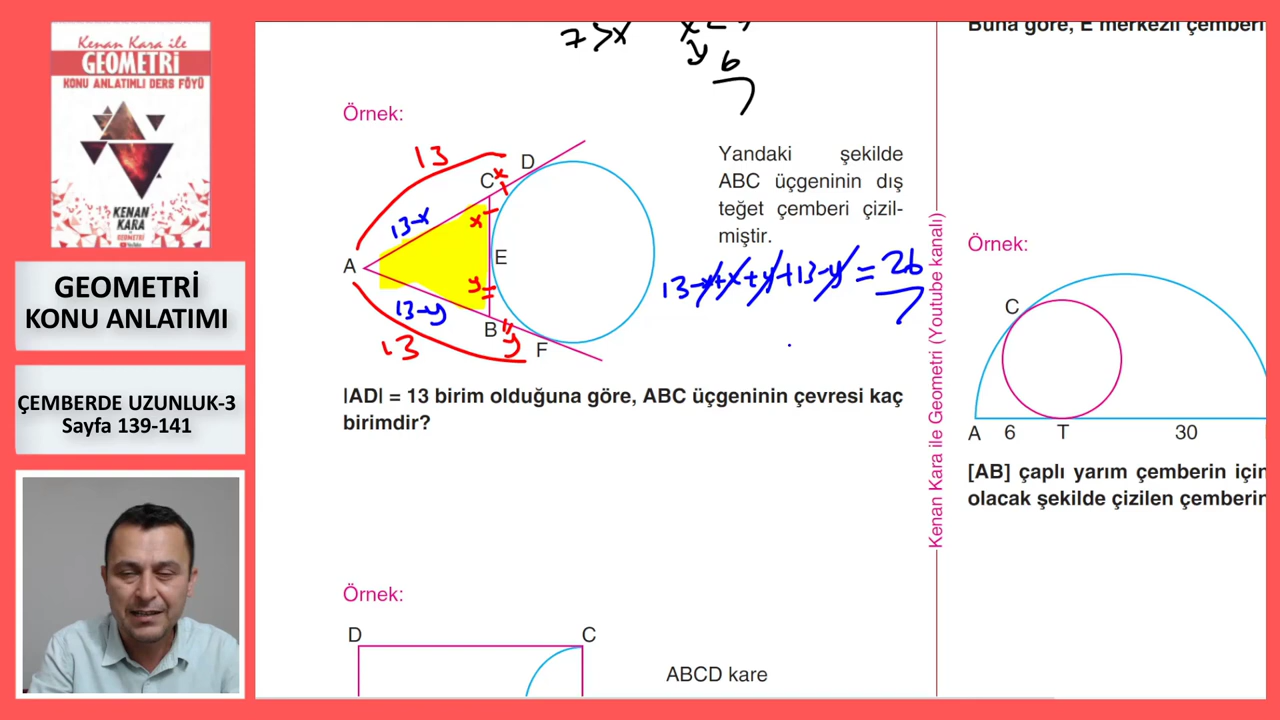 Kenan Kara ile
GEOMETRİ
KONU ANLATIMLI DERS FÖYÜ
KENAN
KARA
GEOMETRİ KONU ANLATIMI
ÇEMBERDE UZUNLUK-3
Sayfa 139-141
7>x
y
6
Örnek:
13
D
C
x
13-x
x
A
E
y
13-y
B
y
F
13
Yandaki şekilde
ABC üçgeninin dış
teğet çemberi çizil-
miştir.
13-x+x+y+13-y=26
|AD| = 13 birim olduğuna göre, ABC üçgeninin çevresi kaç
birimdir?
Örnek:
D
C
ABCD kare
Kenan Kara ile Geometri (Youtube kanalı)
Buna göre, E merkezli çemberi
Örnek:
C
A 6 T 30
[AB] çaplı yarım çemberin için
olacak şekilde çizilen çemberin